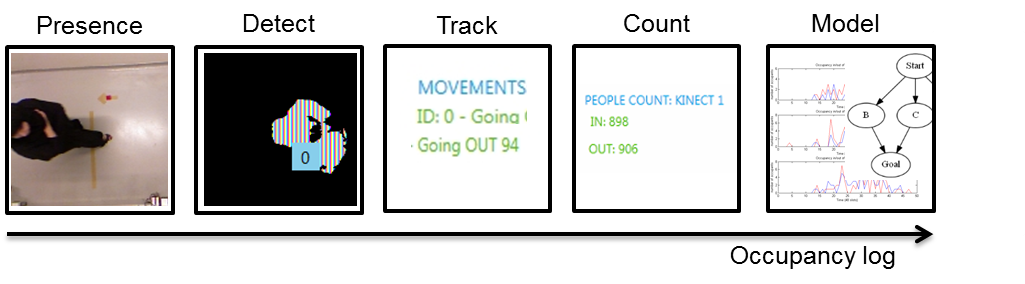 Presence
Detect
Track
Count
Model
0
MOVEMENTS
ID: 0 - Going
Going OUT 94
PEOPLE COUNT: KINECT 1
IN: 898
OUT: 906
Start
B
C
Goal
Occupancy log